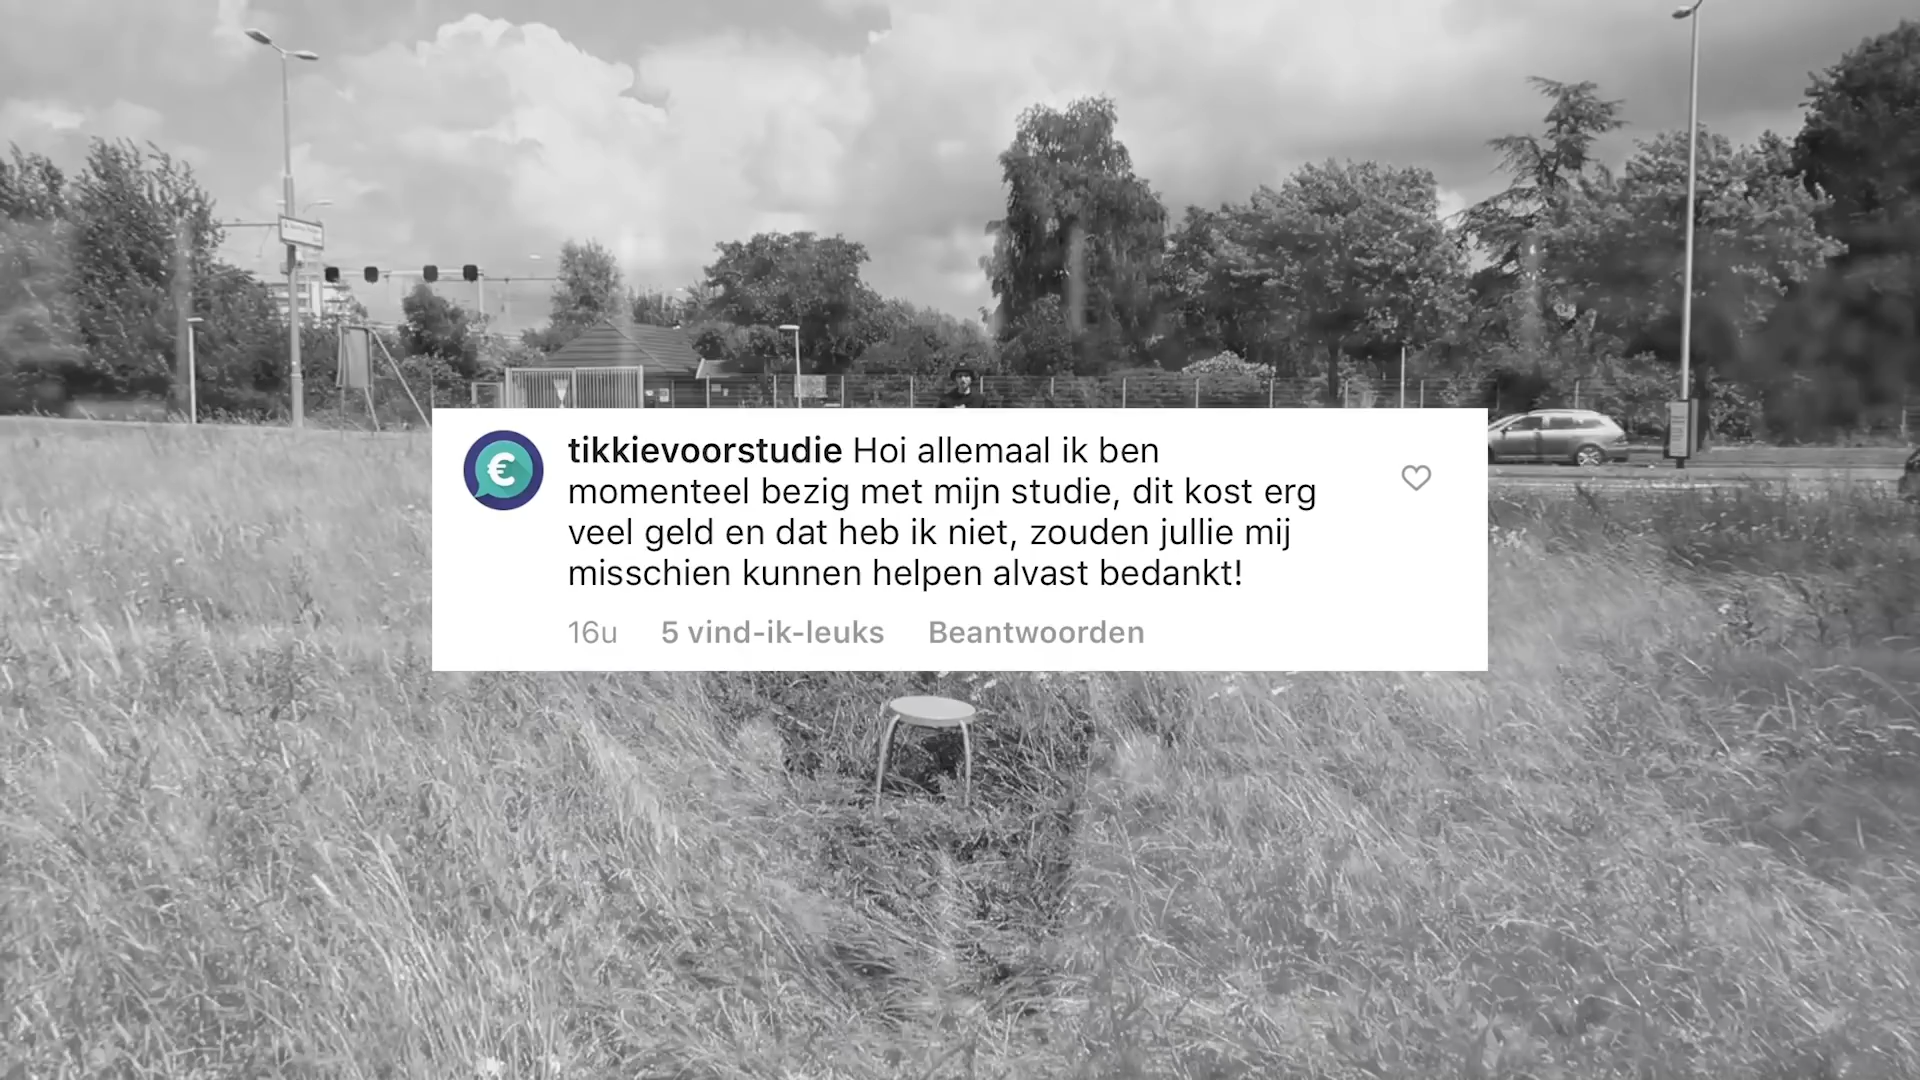 tikkievoorstudie Hoi allemaal ik ben
momenteel bezig met mijn studie, dit kost erg
veel geld en dat heb ik niet, zouden jullie mij
misschien kunnen helpen alvast bedankt!
16u 5 vind-ik-leuks Beantwoorden